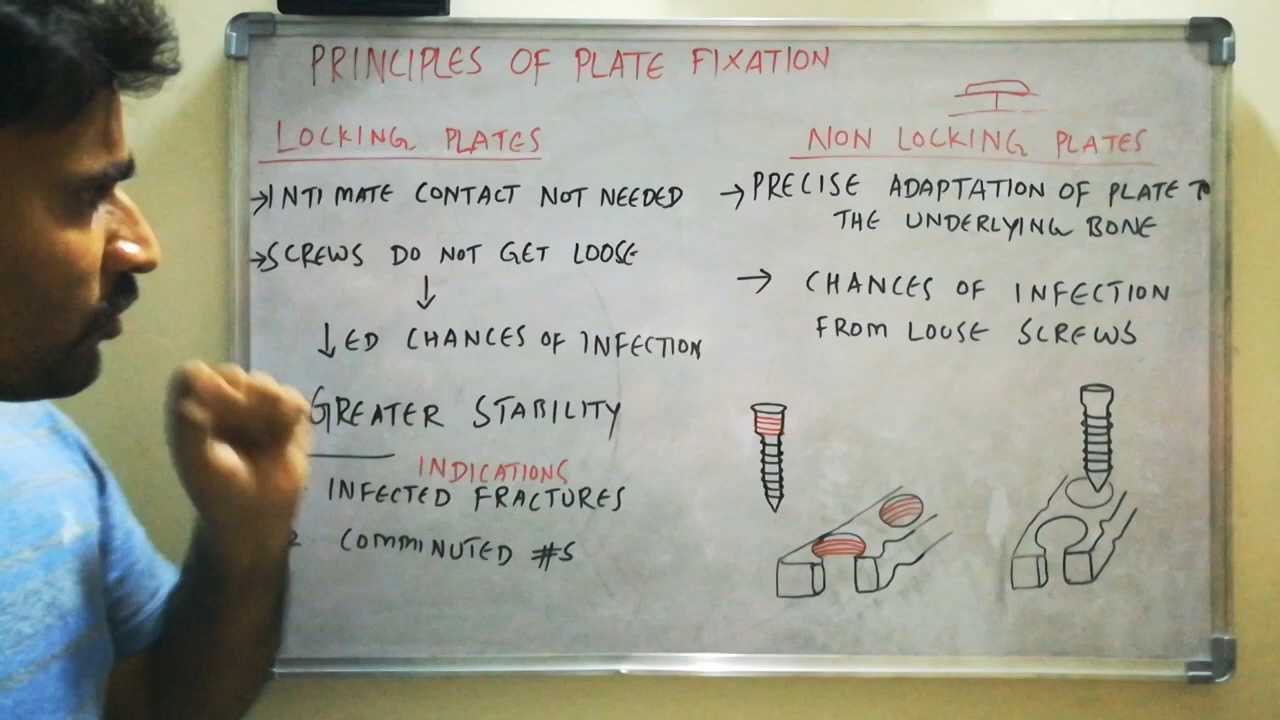 PRINCIPLES OF PLATE FIXATION
LOCKING PLATES
→INTIMATE CONTACT NOT NEEDED
→SCREWS DO NOT GET LOOSE
↓
↓ED CHANCES OF INFECTION
GREATER STABILITY
INDICATIONS
INFECTED FRACTURES
2 COMMINUTED #S
NON LOCKING PLATES
→PRECISE ADAPTATION OF PLATE TO
THE UNDERLYING BONE
→ CHANCES OF INFECTION
FROM LOUSE SCREWS